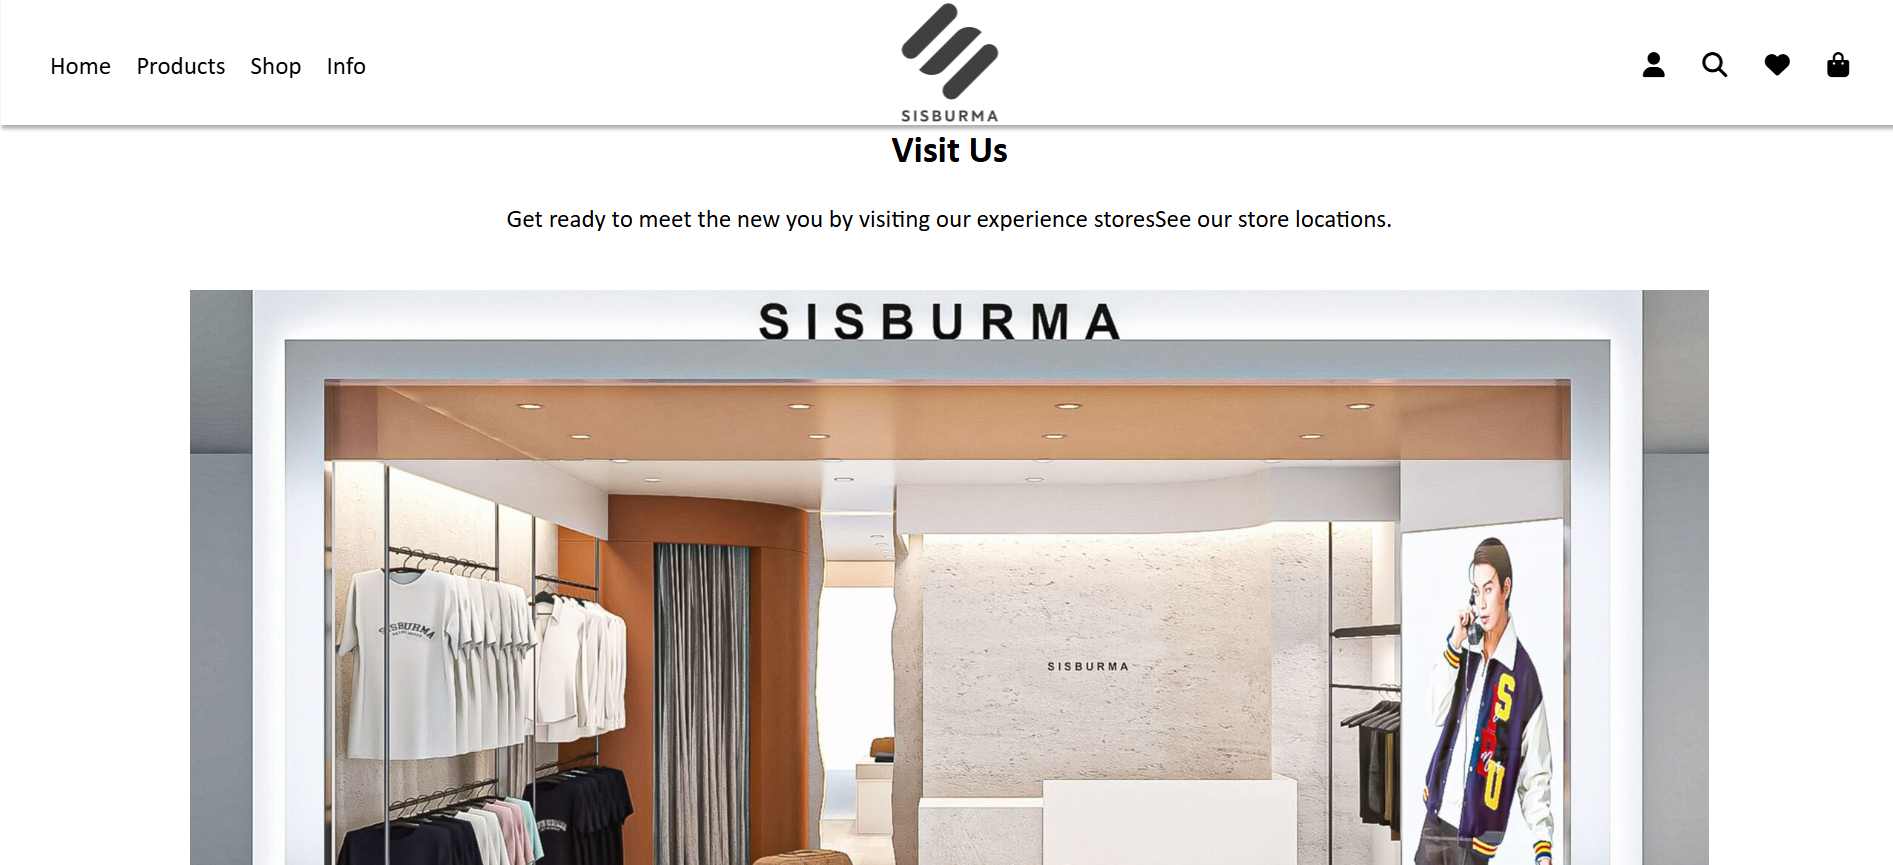 Home Products Shop Info
SISBURMA
Visit Us
Get ready to meet the new you by visiting our experience storesSee our store locations.
SISBURMA
SISBURMA
SISBURMA